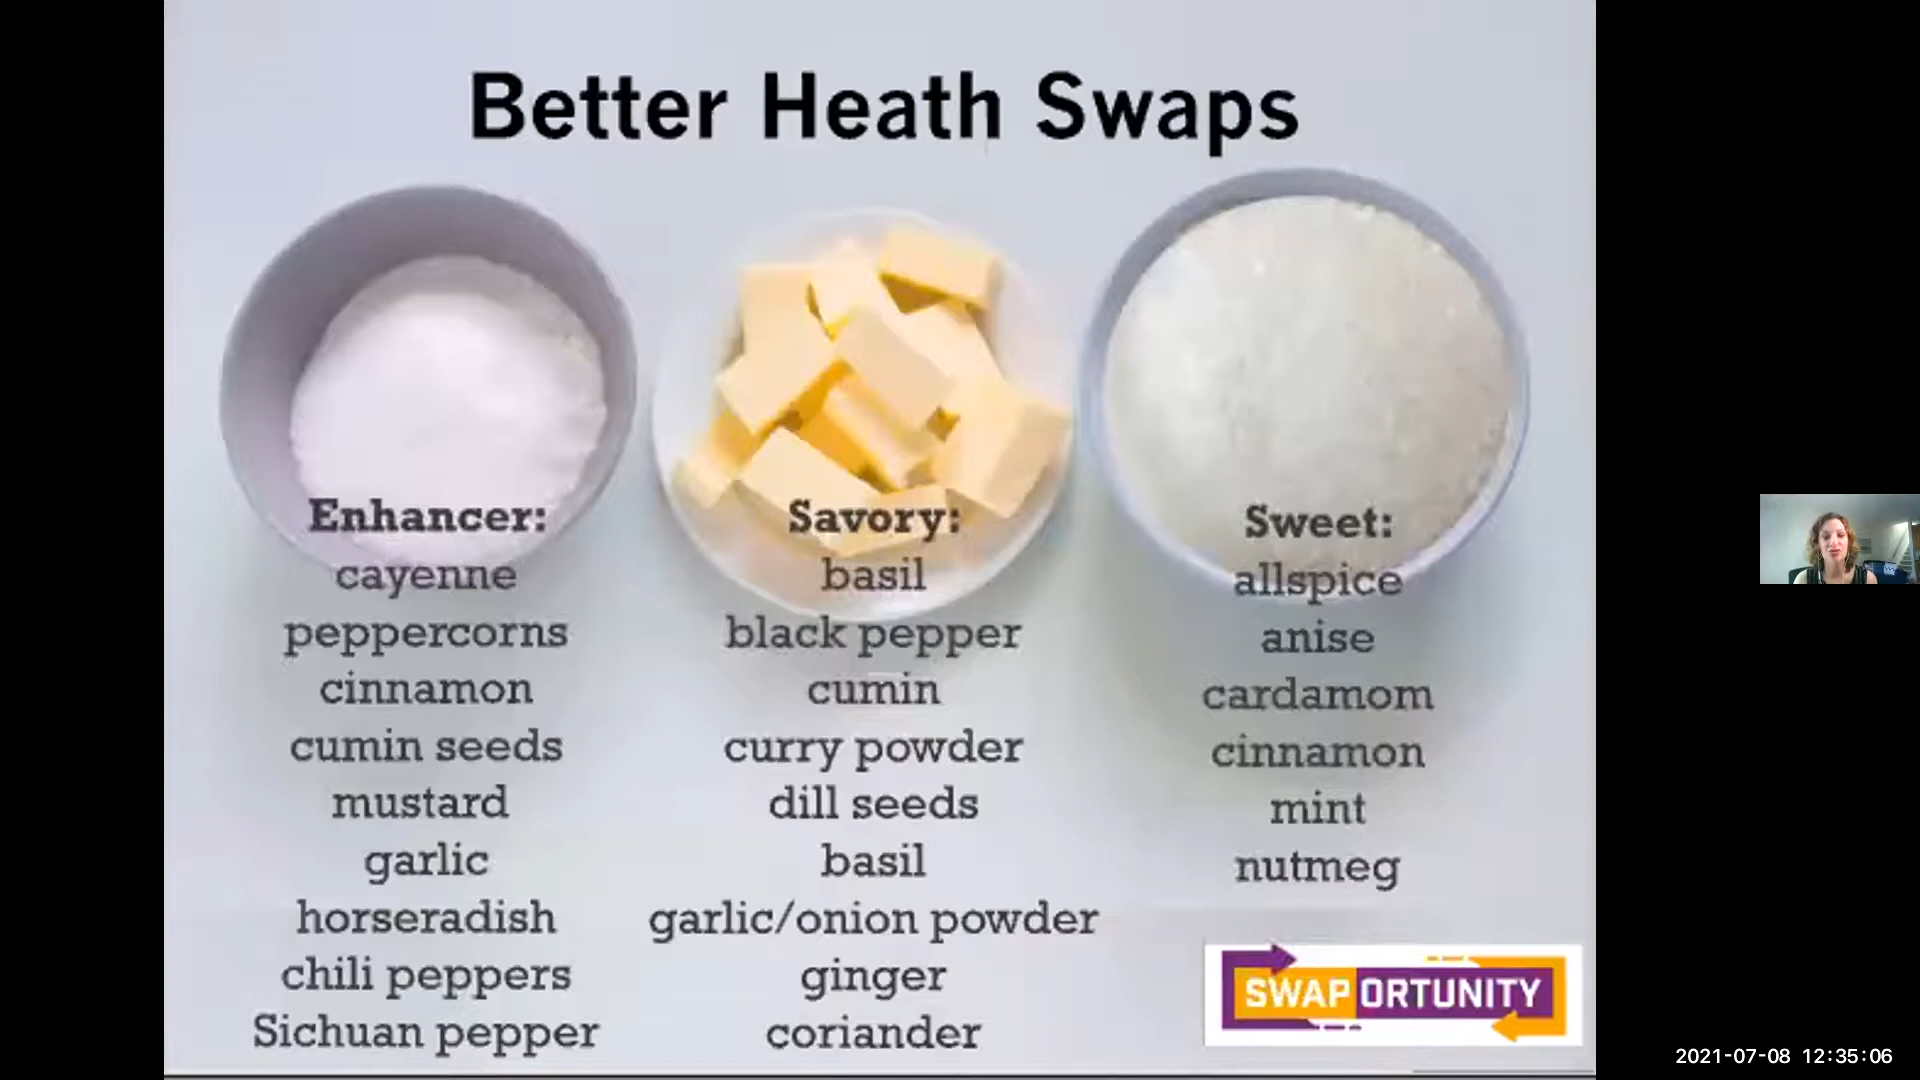 Better Heath Swaps
Enhancer:
cayenne
peppercorns
cinnamon
cumin seeds
mustard
garlic
horseradish
chili peppers
Sichuan pepper
Savory:
basil
black pepper
cumin
curry powder
dill seeds
basil
garlic/onion powder
ginger
coriander
Sweet:
allspice
anise
cardamom
cinnamon
mint
nutmeg
SWAPORTUNITY
2021-07-08 12:35:06